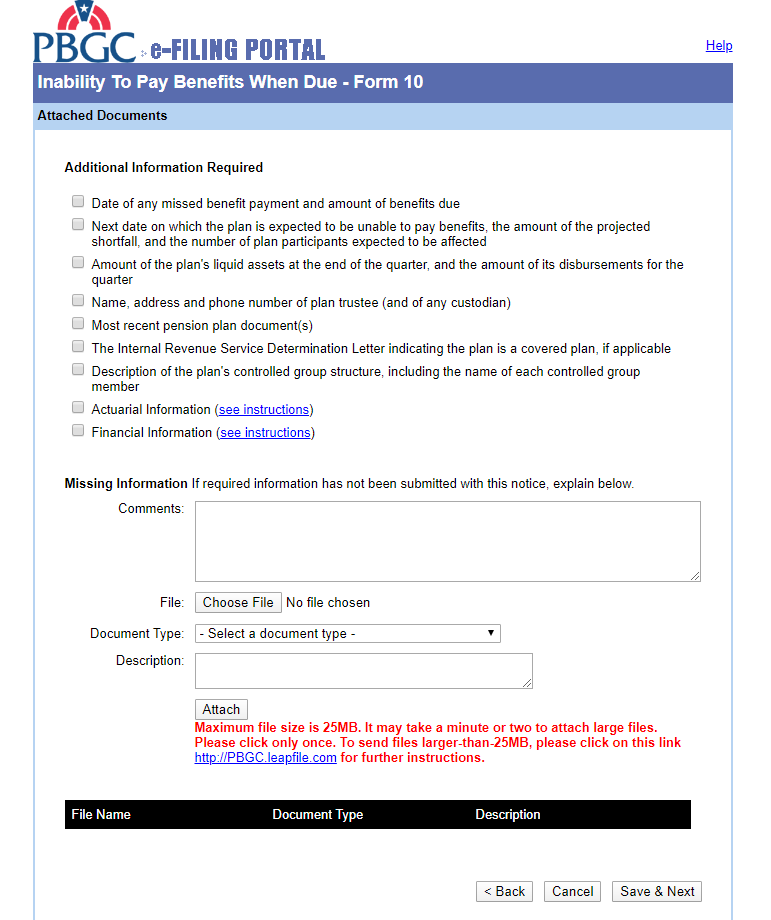 PBGC e-FILING PORTAL
Help
Inability To Pay Benefits When Due - Form 10
Attached Documents
Additional Information Required
Date of any missed benefit payment and amount of benefits due
Next date on which the plan is expected to be unable to pay benefits, the amount of the projected
shortfall, and the number of plan participants expected to be affected
Amount of the plan's liquid assets at the end of the quarter, and the amount of its disbursements for the
quarter
Name, address and phone number of plan trustee (and of any custodian)
Most recent pension plan document(s)
The Internal Revenue Service Determination Letter indicating the plan is a covered plan, if applicable
Description of the plan's controlled group structure, including the name of each controlled group
member
Actuarial Information (see instructions)
Financial Information (see instructions)
Missing Information If required information has not been submitted with this notice, explain below.
Comments:
File: Choose File No file chosen
Document Type: - Select a document type -
Description:
Attach
Maximum file size is 25MB. It may take a minute or two to attach large files.
Please click only once. To send files larger-than-25MB, please click on this link
http://PBGC.leapfile.com for further instructions.
File Name Document Type Description
< Back Cancel Save & Next